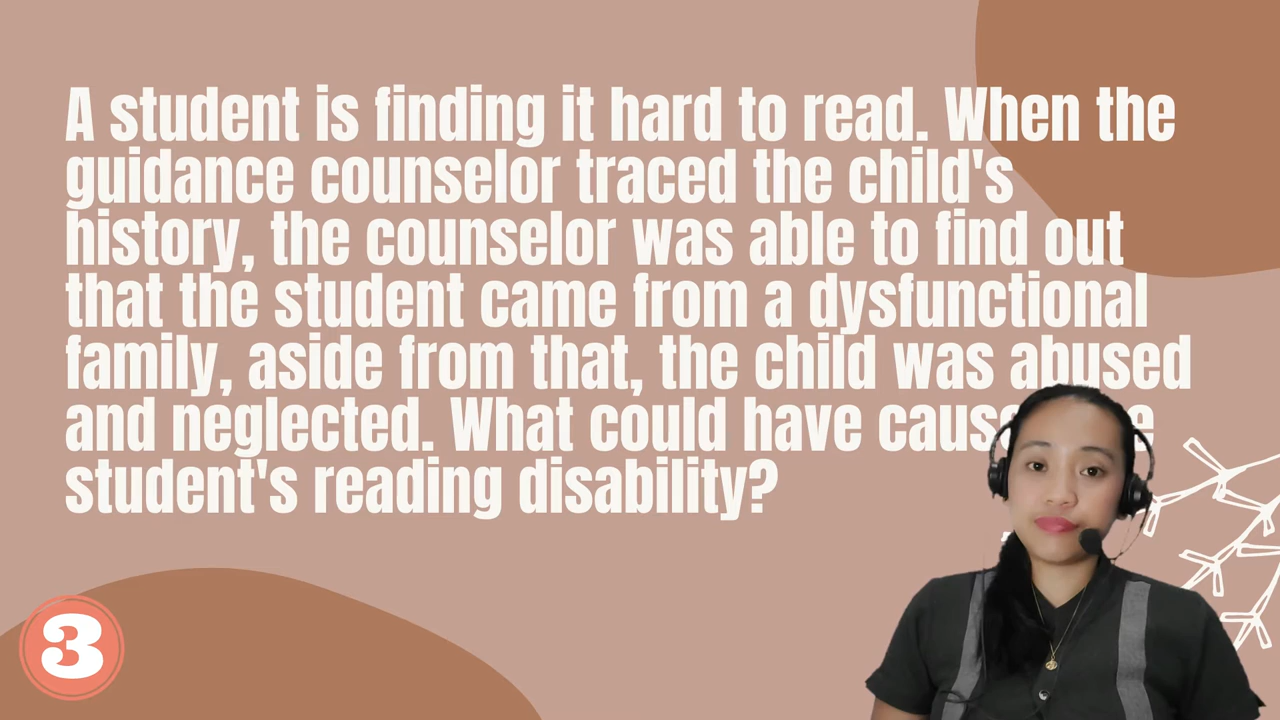 A student is finding it hard to read. When the
guidance counselor traced the child's
history, the counselor was able to find out
that the student came from a dysfunctional
family, aside from that, the child was abused
and neglected. What could have
student's reading disability?
3